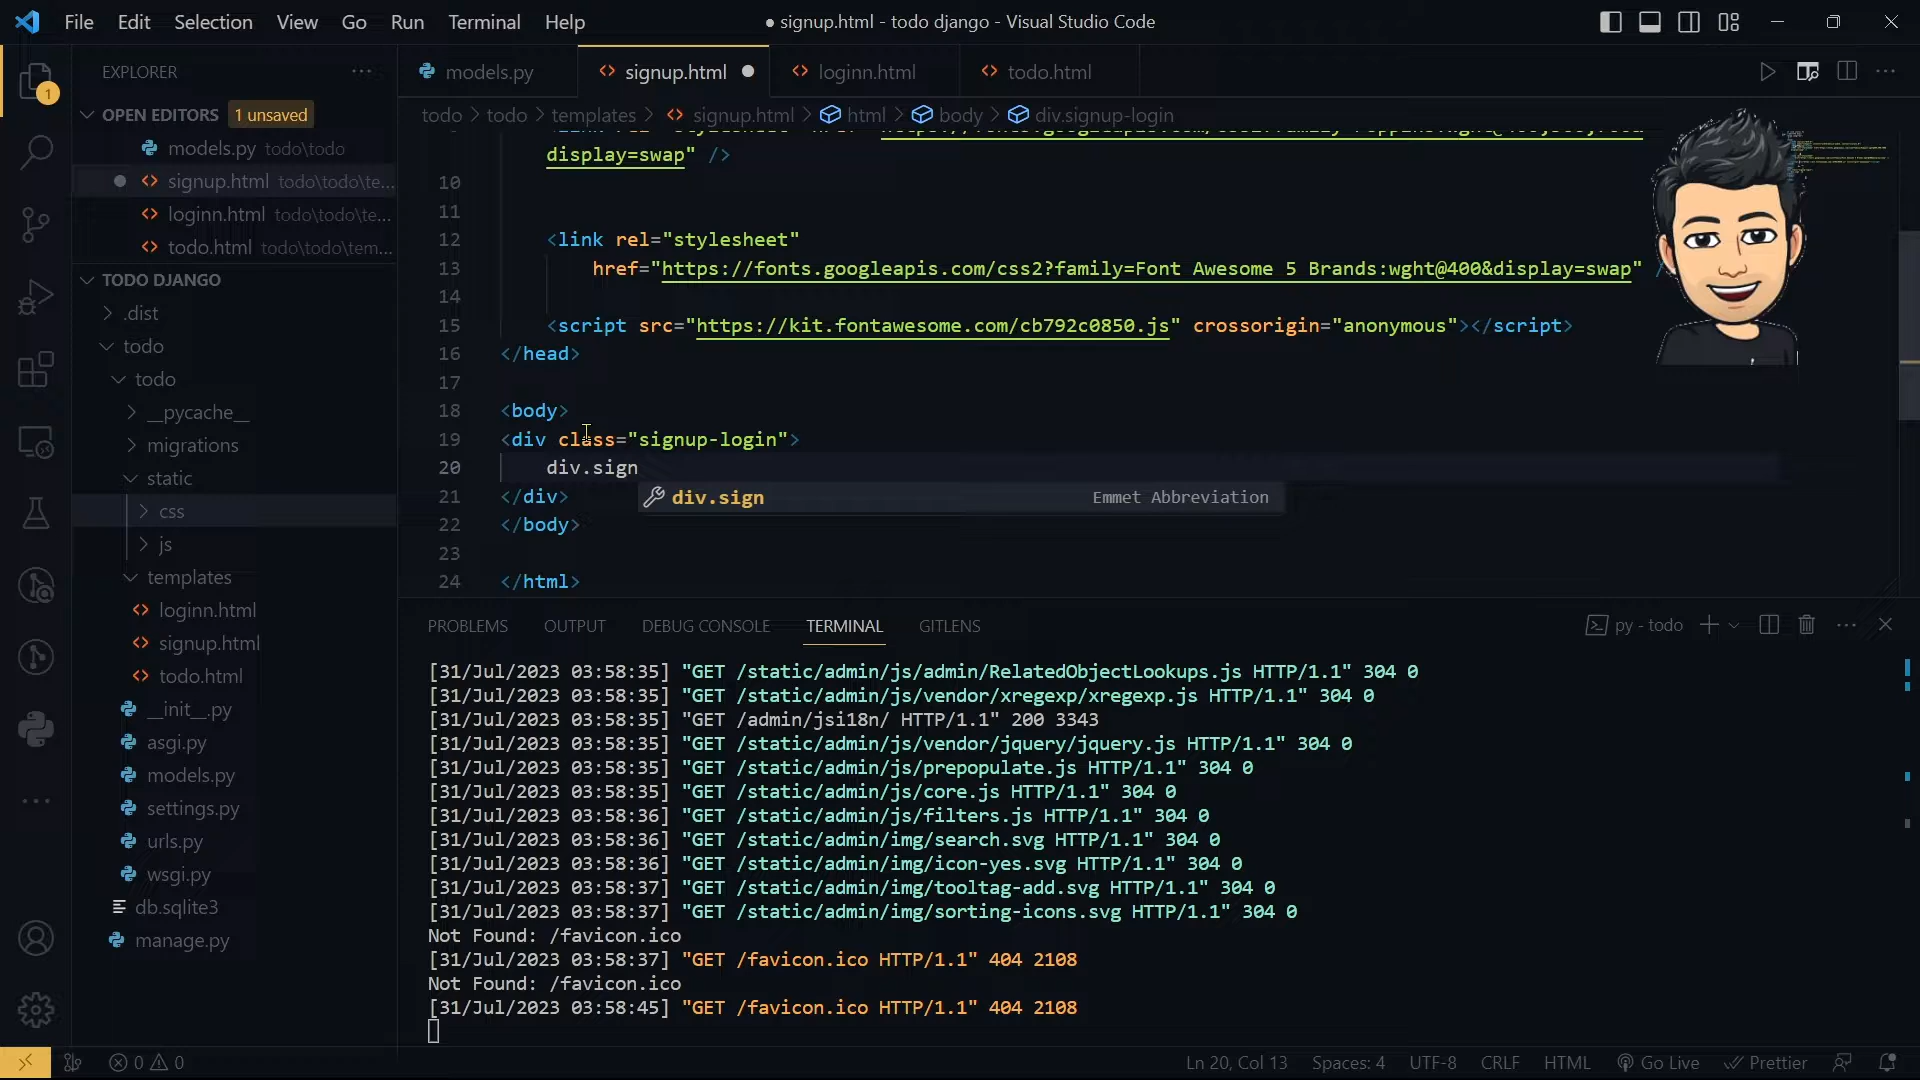 File Edit Selection View Go Run Terminal Help
● signup.html - todo django - Visual Studio Code
EXPLORER
1
OPEN EDITORS 1 unsaved
models.py todo\todo
signup.html todo\todo\te...
loginn.html todo\todo\te...
todo.html todo\todo\tem...
TODO DJANGO
.dist
todo
todo
__pycache__
migrations
static
css
js
templates
loginn.html
signup.html
todo.html
__init__.py
asgi.py
models.py
settings.py
urls.py
wsgi.py
db.sqlite3
manage.py
models.py
signup.html
loginn.html
todo.html
todo > todo > templates > signup.html > html > body > div.signup-login
display=swap" />
10
11
12 <link rel="stylesheet"
13 href="https://fonts.googleapis.com/css2?family=Font Awesome 5 Brands:wght@400&display=swap" /
14
15 <script src="https://kit.fontawesome.com/cb792c0850.js" crossorigin="anonymous"></script>
16 </head>
17
18 <body>
19 <div class="signup-login">
20 div.sign
div.sign Emmet Abbreviation
21 </div>
22 </body>
23
24 </html>
PROBLEMS OUTPUT DEBUG CONSOLE TERMINAL GITLENS
py - todo
[31/Jul/2023 03:58:35] "GET /static/admin/js/admin/RelatedObjectLookups.js HTTP/1.1" 304 0
[31/Jul/2023 03:58:35] "GET /static/admin/js/vendor/xregexp/xregexp.js HTTP/1.1" 304 0
[31/Jul/2023 03:58:35] "GET /admin/jsi18n/ HTTP/1.1" 200 3343
[31/Jul/2023 03:58:35] "GET /static/admin/js/vendor/jquery/jquery.js HTTP/1.1" 304 0
[31/Jul/2023 03:58:35] "GET /static/admin/js/prepopulate.js HTTP/1.1" 304 0
[31/Jul/2023 03:58:35] "GET /static/admin/js/core.js HTTP/1.1" 304 0
[31/Jul/2023 03:58:36] "GET /static/admin/js/filters.js HTTP/1.1" 304 0
[31/Jul/2023 03:58:36] "GET /static/admin/img/search.svg HTTP/1.1" 304 0
[31/Jul/2023 03:58:36] "GET /static/admin/img/icon-yes.svg HTTP/1.1" 304 0
[31/Jul/2023 03:58:37] "GET /static/admin/img/tooltag-add.svg HTTP/1.1" 304 0
[31/Jul/2023 03:58:37] "GET /static/admin/img/sorting-icons.svg HTTP/1.1" 304 0
Not Found: /favicon.ico
[31/Jul/2023 03:58:37] "GET /favicon.ico HTTP/1.1" 404 2108
Not Found: /favicon.ico
[31/Jul/2023 03:58:45] "GET /favicon.ico HTTP/1.1" 404 2108
0 0
Ln 20, Col 13 Spaces: 4 UTF-8 CRLF HTML Go Live Prettier